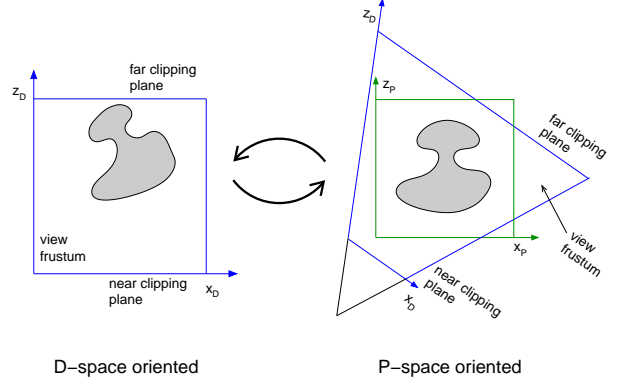 far clipping
plane
z_D
view
frustum
near clipping
plane
x_D
D−space oriented
z_D
z_P
far clipping
plane
view
frustum
x_P
near clipping
plane
x_D
P−space oriented